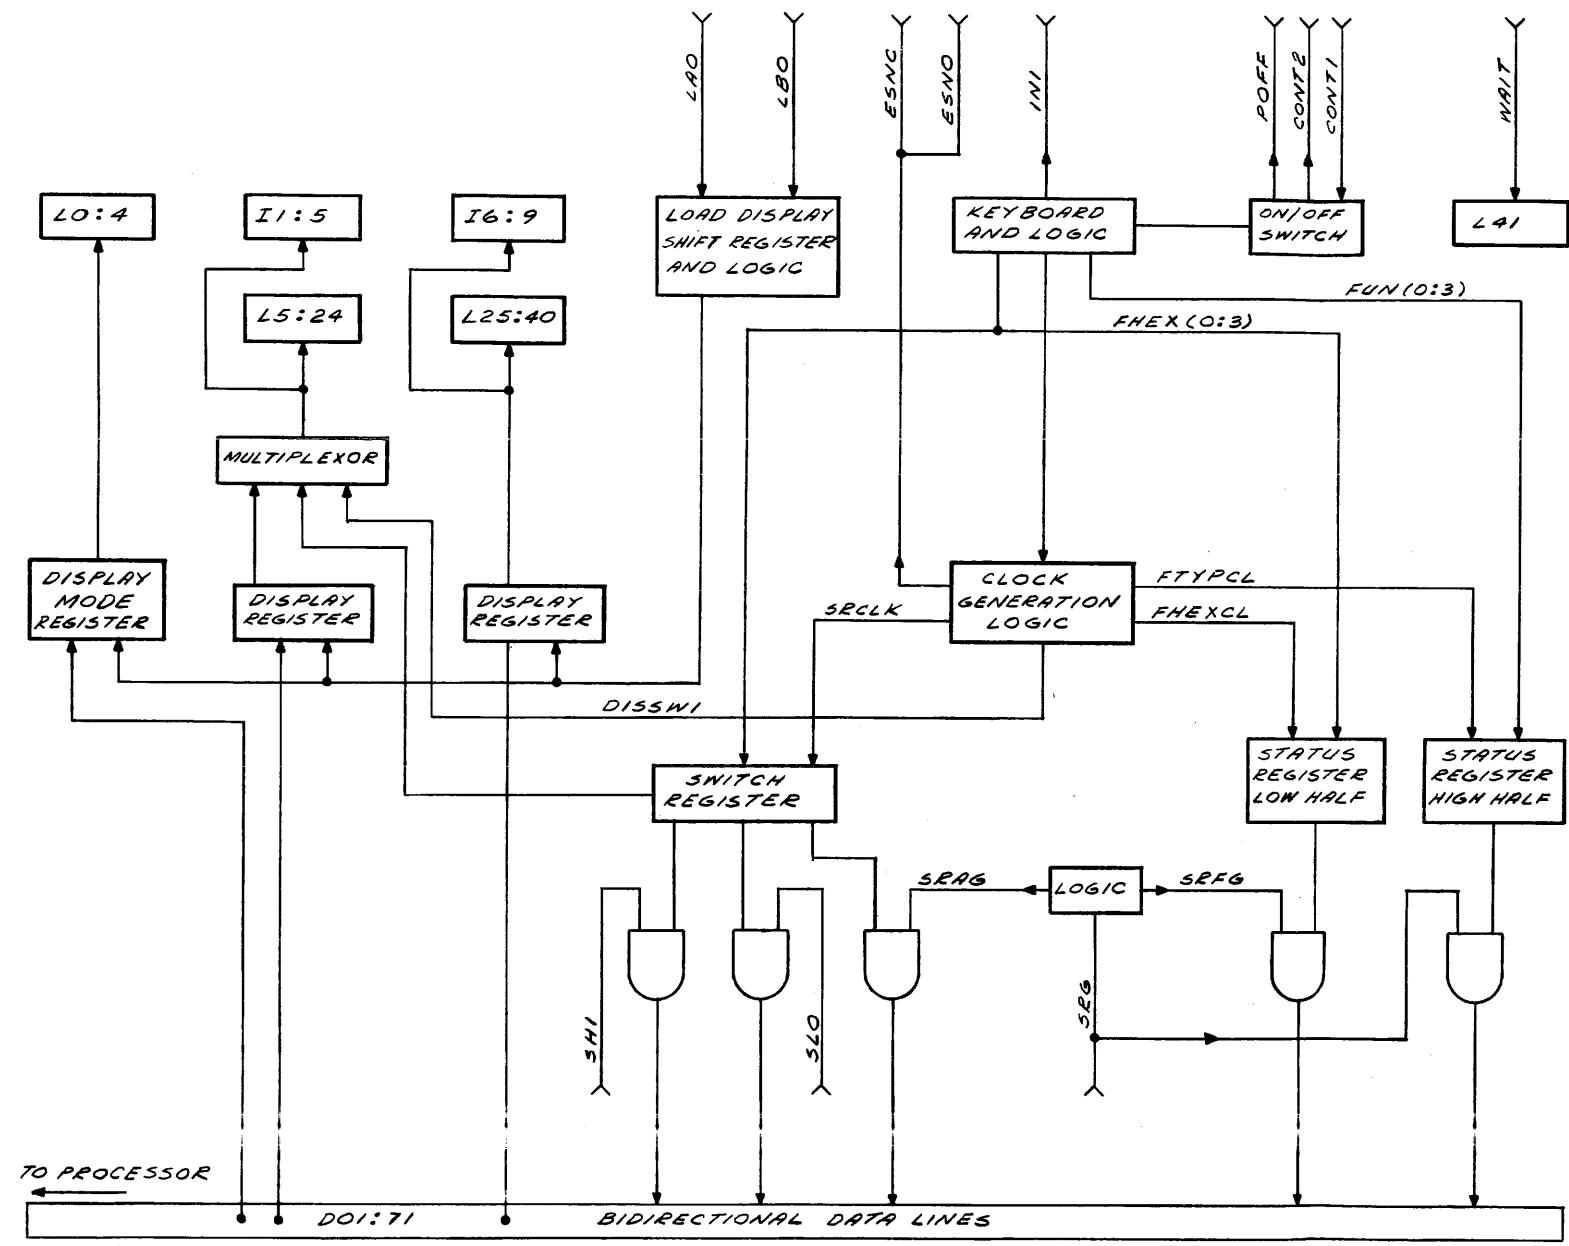 LAO
LBO
ESNC
ESNO
INI
POFF
CONT2
CONT1
WAIT
L0:4
I1:5
I6:9
LOAD DISPLAY
SHIFT REGISTER
AND LOGIC
KEYBOARD
AND LOGIC
ON/OFF
SWITCH
L41
L5:24
L25:40
FUN(0:3)
FHEX(0:3)
MULTIPLEXOR
DISPLAY
MODE
REGISTER
DISPLAY
REGISTER
DISPLAY
REGISTER
SRCLK
CLOCK
GENERATION
LOGIC
FTYPCL
FHEXCL
DISSWI
SWITCH
REGISTER
STATUS
REGISTER
LOW HALF
STATUS
REGISTER
HIGH HALF
SRAG
LOGIC
SRFG
SHI
SLO
SRG
TO PROCESSOR
DO1:71
BIDIRECTIONAL DATA LINES